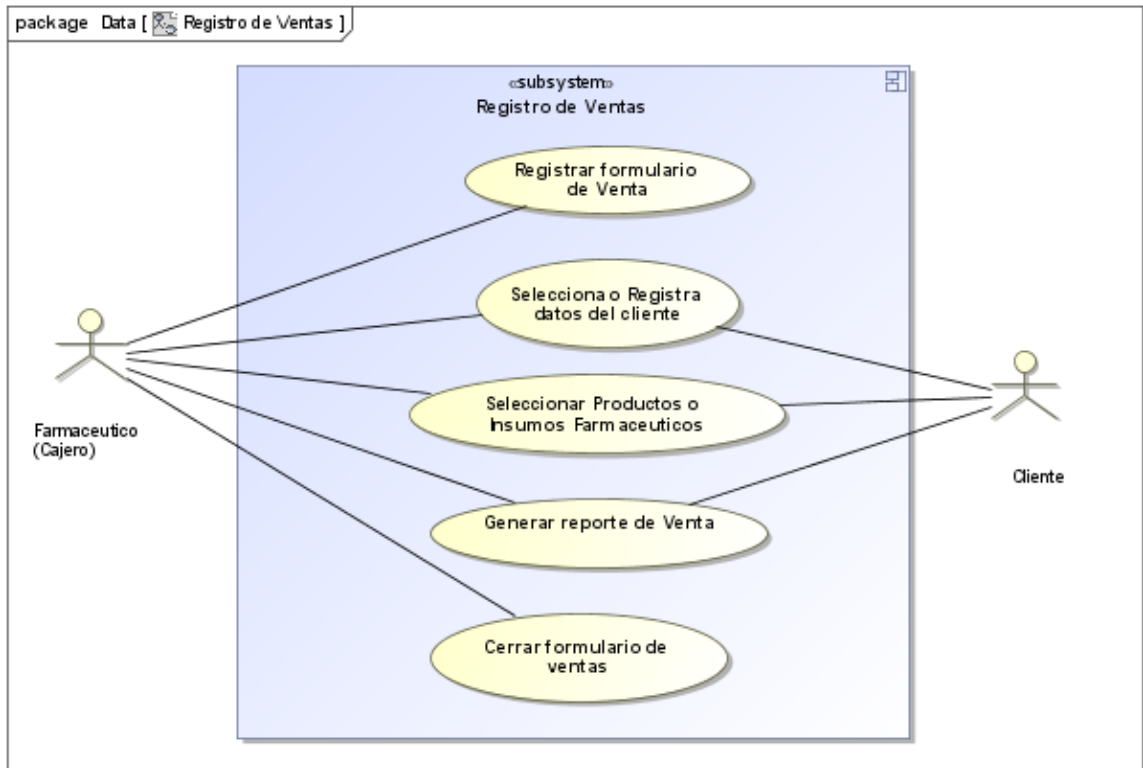 package Data [ Registro de Ventas ]
«subsystem»
Registro de Ventas
Registrar formulario
de Venta
Selecciona o Registra
datos del cliente
Seleccionar Productos o
Insumos Farmaceuticos
Generar reporte de Venta
Cerrar formulario de
ventas
Farmaceutico
(Cajero)
Cliente